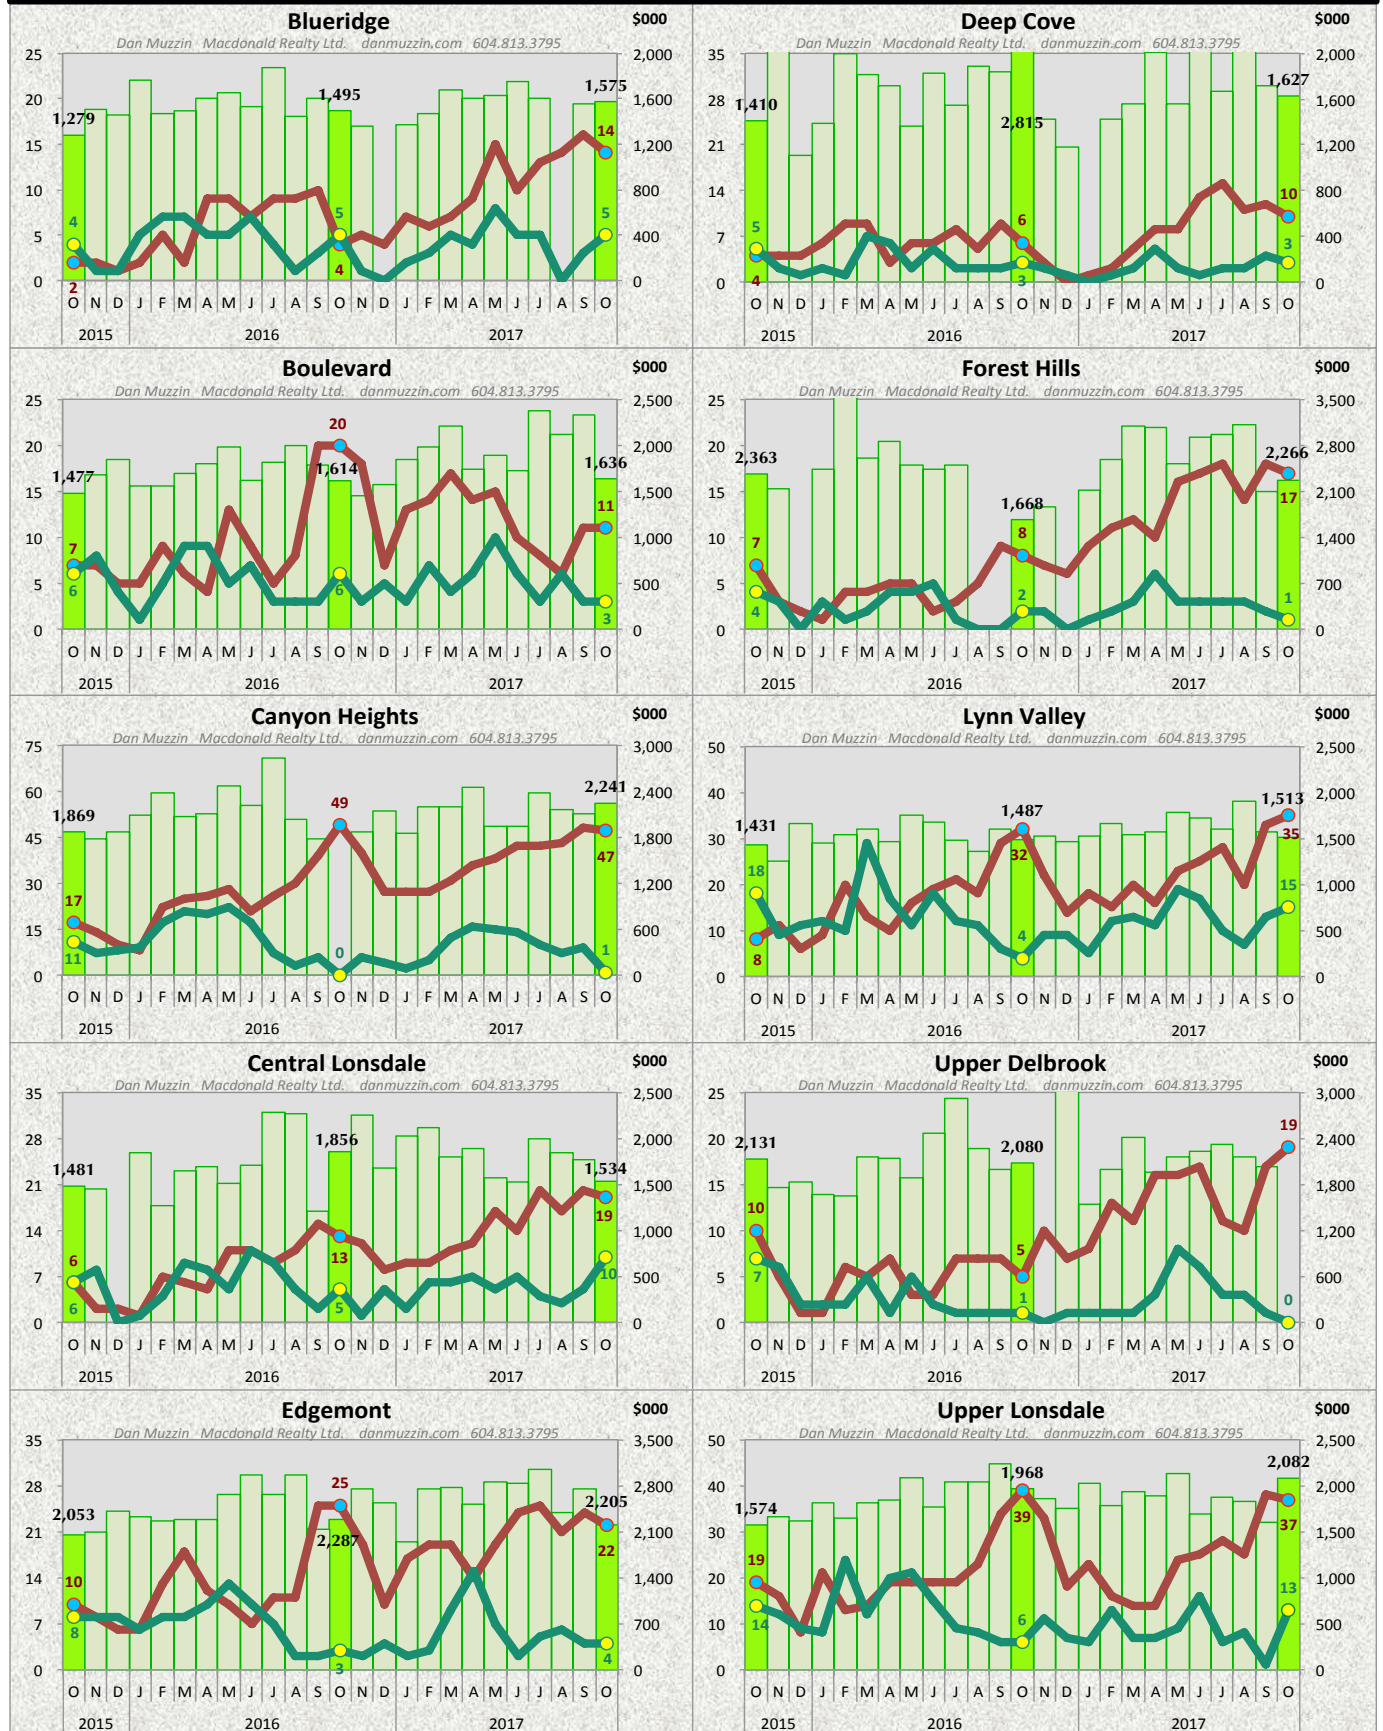 Blueridge
$000
Dan Muzzin Macdonald Realty Ltd. danmuzzin.com 604.813.3795
25 20 15 10 5 0
2,000 1,600 1,200 800 400 0
1,279 1,495 1,575
4 2 5 4 14 5
O N D J F M A M J J A S O N D J F M A M J J A S O
2015 2016 2017
Deep Cove
$000
Dan Muzzin Macdonald Realty Ltd. danmuzzin.com 604.813.3795
35 28 21 14 7 0
2,000 1,600 1,200 800 400 0
1,410 2,815 1,627
5 4 6 3 10 3
O N D J F M A M J J A S O N D J F M A M J J A S O
2015 2016 2017
Boulevard
$000
Dan Muzzin Macdonald Realty Ltd. danmuzzin.com 604.813.3795
25 20 15 10 5 0
2,500 2,000 1,500 1,000 500 0
1,477 1,614 1,636
7 6 20 6 11 3
O N D J F M A M J J A S O N D J F M A M J J A S O
2015 2016 2017
Forest Hills
$000
Dan Muzzin Macdonald Realty Ltd. danmuzzin.com 604.813.3795
25 20 15 10 5 0
3,500 2,800 2,100 1,400 700 0
2,363 1,668 2,266
7 4 8 2 17 1
O N D J F M A M J J A S O N D J F M A M J J A S O
2015 2016 2017
Canyon Heights
$000
Dan Muzzin Macdonald Realty Ltd. danmuzzin.com 604.813.3795
75 60 45 30 15 0
3,000 2,400 1,800 1,200 600 0
1,869 2,241
17 11 49 0 47 1
O N D J F M A M J J A S O N D J F M A M J J A S O
2015 2016 2017
Lynn Valley
$000
Dan Muzzin Macdonald Realty Ltd. danmuzzin.com 604.813.3795
50 40 30 20 10 0
2,500 2,000 1,500 1,000 500 0
1,431 1,487 1,513
18 8 32 4 35 15
O N D J F M A M J J A S O N D J F M A M J J A S O
2015 2016 2017
Central Lonsdale
$000
Dan Muzzin Macdonald Realty Ltd. danmuzzin.com 604.813.3795
35 28 21 14 7 0
2,500 2,000 1,500 1,000 500 0
1,481 1,856 1,534
6 6 13 5 19 10
O N D J F M A M J J A S O N D J F M A M J J A S O
2015 2016 2017
Upper Delbrook
$000
Dan Muzzin Macdonald Realty Ltd. danmuzzin.com 604.813.3795
25 20 15 10 5 0
3,000 2,400 1,800 1,200 600 0
2,131 2,080
10 7 5 1 19 0
O N D J F M A M J J A S O N D J F M A M J J A S O
2015 2016 2017
Edgemont
$000
Dan Muzzin Macdonald Realty Ltd. danmuzzin.com 604.813.3795
35 28 21 14 7 0
3,500 2,800 2,100 1,400 700 0
2,053 2,287 2,205
10 8 25 3 22 4
O N D J F M A M J J A S O N D J F M A M J J A S O
2015 2016 2017
Upper Lonsdale
$000
Dan Muzzin Macdonald Realty Ltd. danmuzzin.com 604.813.3795
50 40 30 20 10 0
2,500 2,000 1,500 1,000 500 0
1,574 1,968 2,082
19 14 39 6 37 13
O N D J F M A M J J A S O N D J F M A M J J A S O
2015 2016 2017